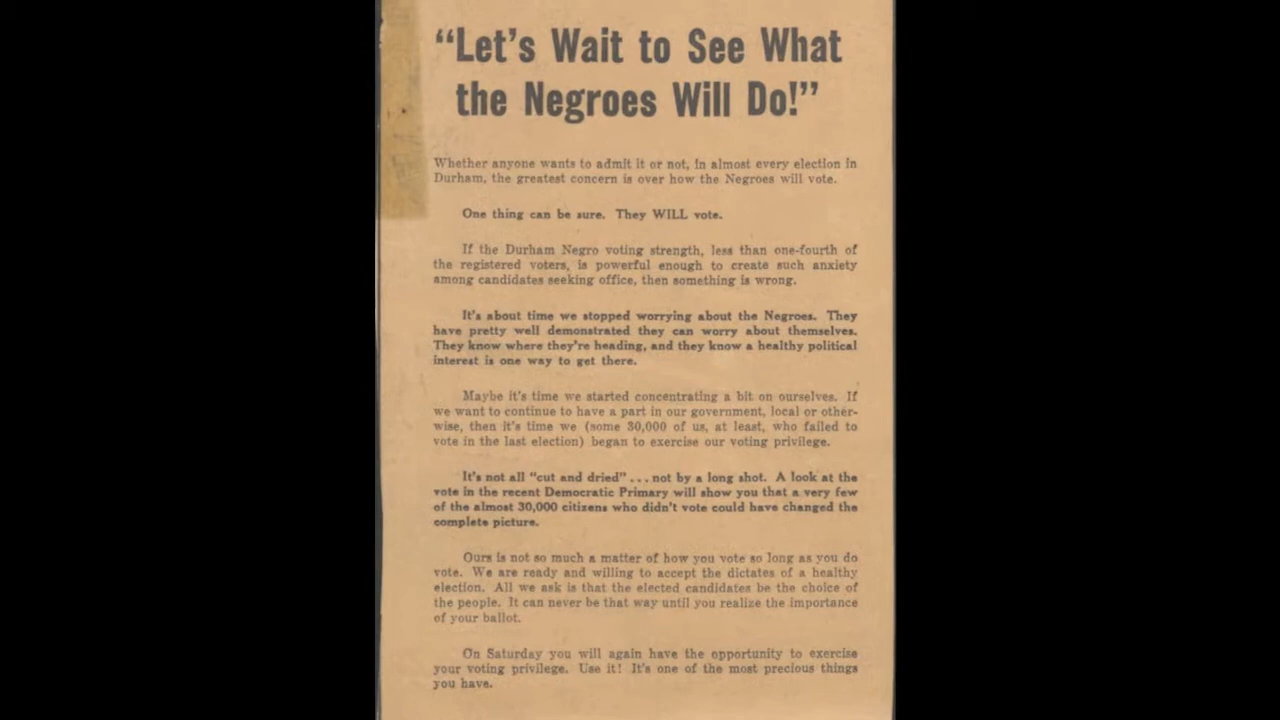 “Let’s Wait to See What
the Negroes Will Do!”
Whether anyone wants to admit it or not, in almost every election in
Durham, the greatest concern is over how the Negroes will vote.
One thing can be sure. They WILL vote.
If the Durham Negro voting strength, less than one-fourth of
the registered voters, is powerful enough to create such anxiety
among candidates seeking office, then something is wrong.
It’s about time we stopped worrying about the Negroes. They
have pretty well demonstrated they can worry about themselves.
They know where they’re heading, and they know a healthy political
interest is one way to get there.
Maybe it’s time we started concentrating a bit on ourselves. If
we want to continue to have a part in our government, local or other-
wise, then it’s time we (some 30,000 of us, at least, who failed to
vote in the last election) began to exercise our voting privilege.
It’s not all “cut and dried” . . . not by a long shot. A look at the
vote in the recent Democratic Primary will show you that a very few
of the almost 30,000 citizens who didn’t vote could have changed the
complete picture.
Ours is not so much a matter of how you vote so long as you do
vote. We are ready and willing to accept the dictates of a healthy
election. All we ask is that the elected candidates be the choice of
the people. It can never be that way until you realize the importance
of your ballot.
On Saturday you will again have the opportunity to exercise
your voting privilege. Use it! It’s one of the most precious things
you have.